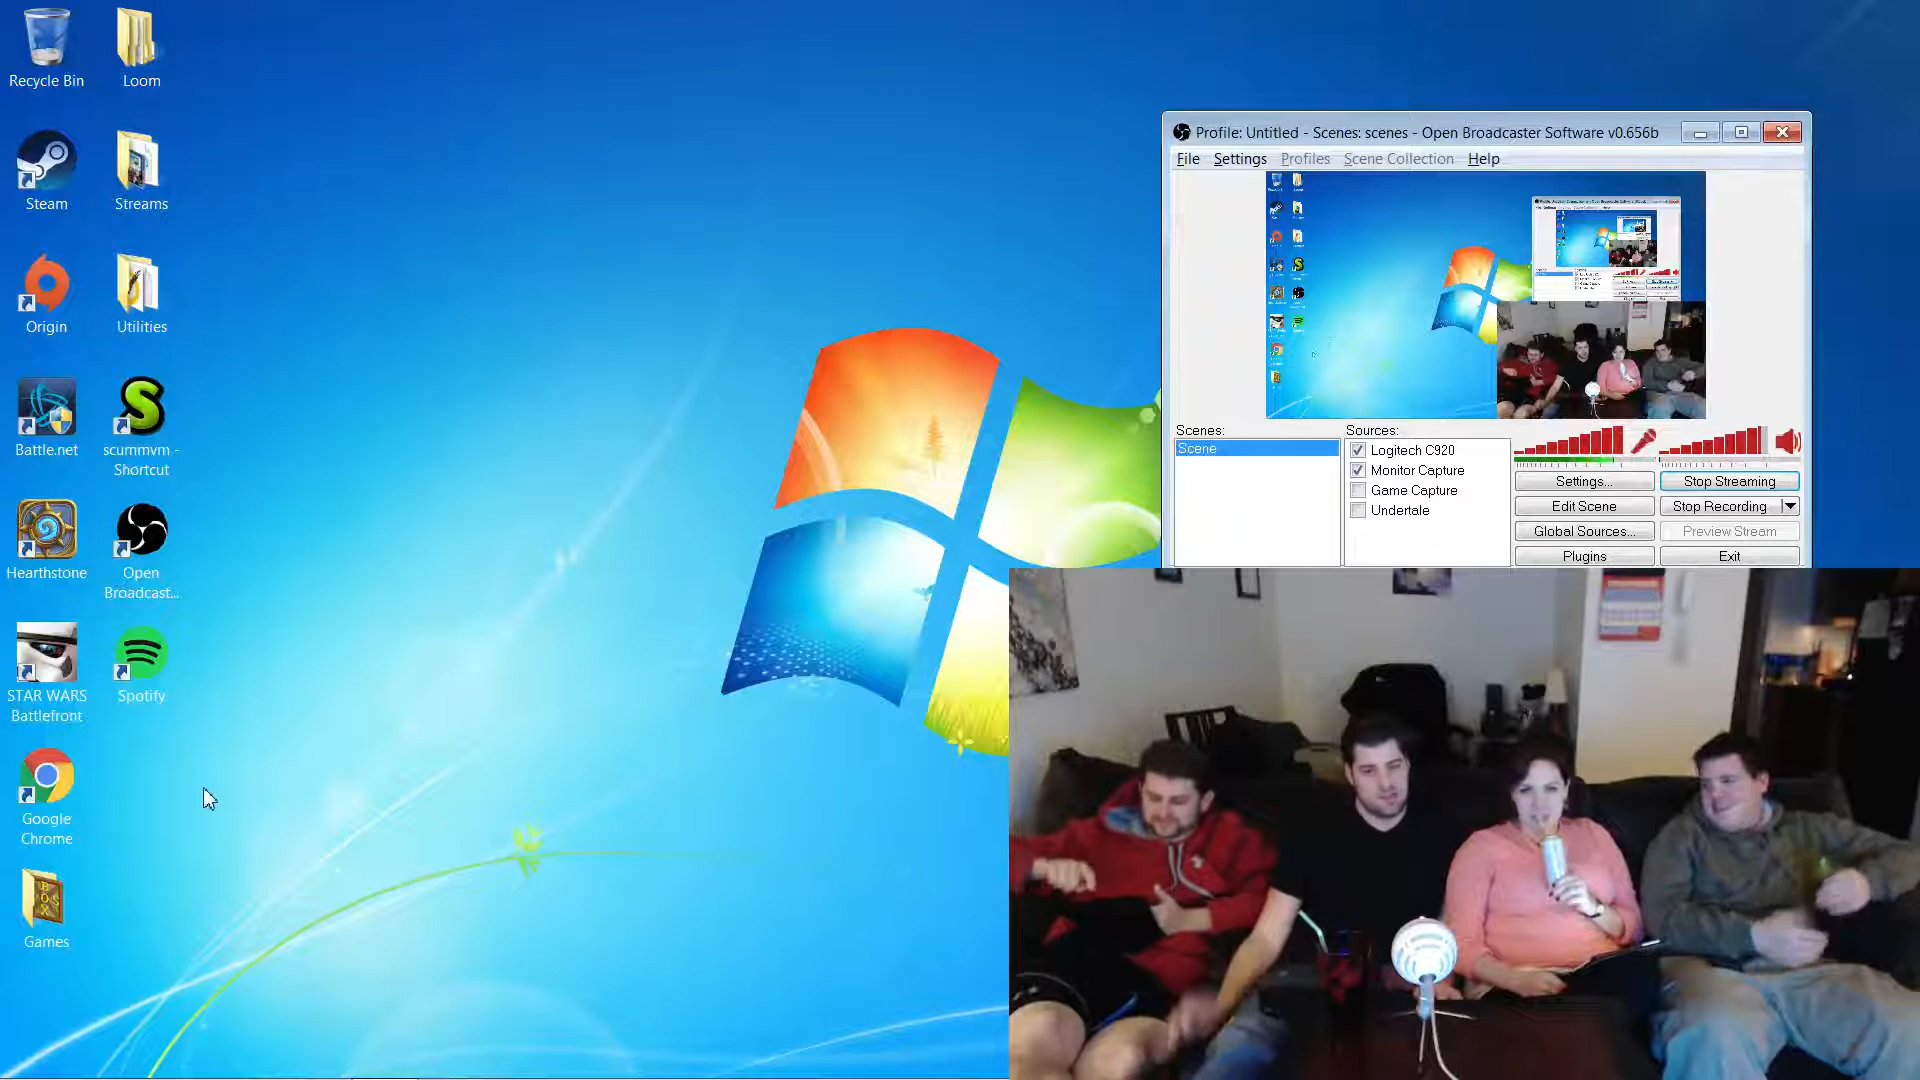 Recycle Bin
Loom
Steam
Streams
Origin
Utilities
Battle.net
scummvm -
Shortcut
Hearthstone
Open
Broadcast...
STAR WARS
Battlefront
Spotify
Google
Chrome
BOX
Games
Profile: Untitled - Scenes: scenes - Open Broadcaster Software v0.656b
File Settings Profiles Scene Collection Help
Scenes:
Scene
Sources:
Logitech C920
Monitor Capture
Game Capture
Undertale
Settings...
Stop Streaming
Edit Scene
Stop Recording
Global Sources...
Preview Stream
Plugins
Exit